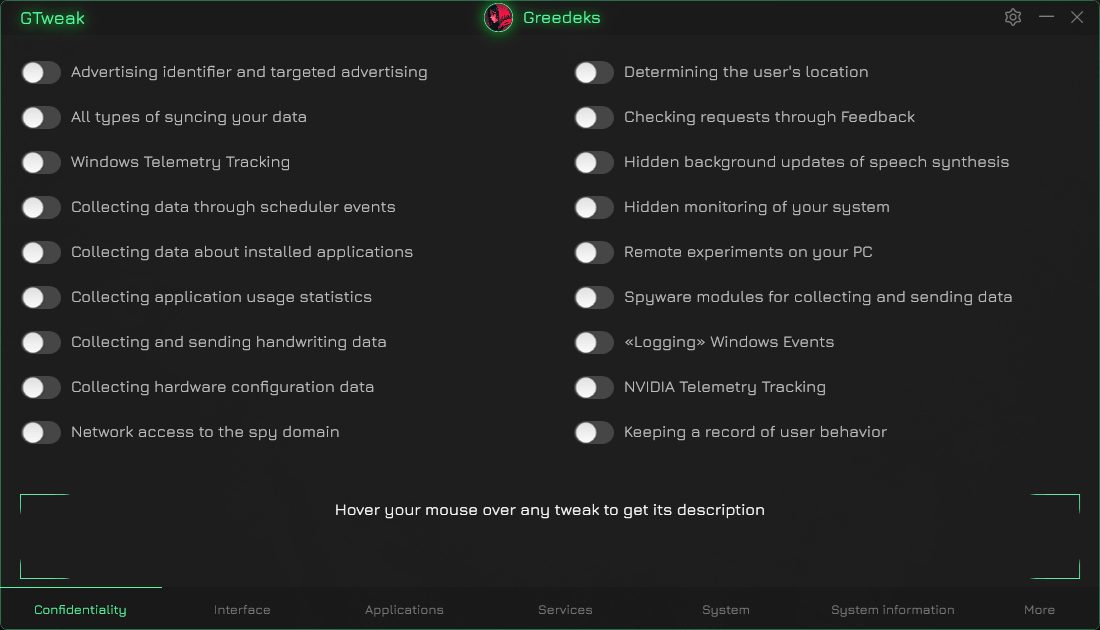 GTweak
Greedeks
Advertising identifier and targeted advertising
All types of syncing your data
Windows Telemetry Tracking
Collecting data through scheduler events
Collecting data about installed applications
Collecting application usage statistics
Collecting and sending handwriting data
Collecting hardware configuration data
Network access to the spy domain
Determining the user's location
Checking requests through Feedback
Hidden background updates of speech synthesis
Hidden monitoring of your system
Remote experiments on your PC
Spyware modules for collecting and sending data
«Logging» Windows Events
NVIDIA Telemetry Tracking
Keeping a record of user behavior
Hover your mouse over any tweak to get its description
Confidentiality
Interface
Applications
Services
System
System information
More